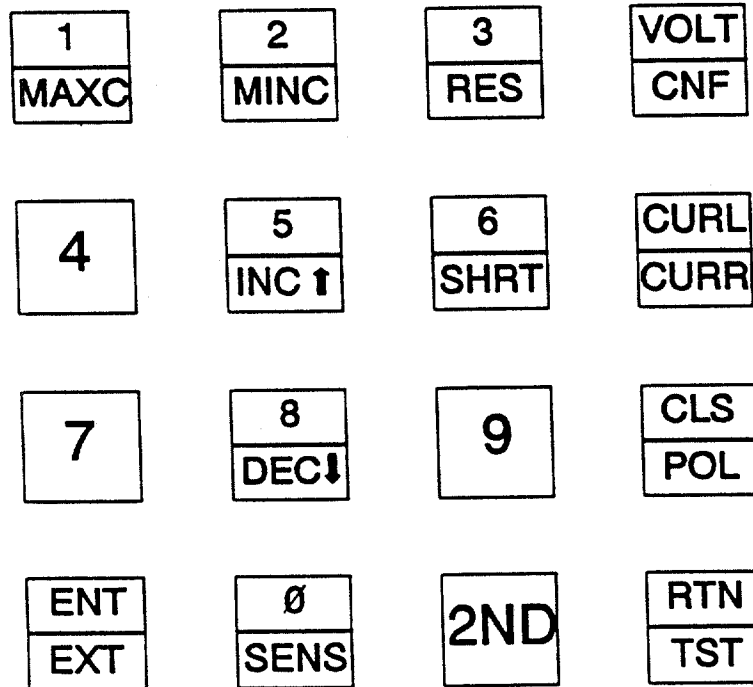 1 2 3 VOLT
MAXC MINC RES CNF
4 5 6 CURL
INC ⬆ SHRT CURR
7 8 9 CLS
DEC⬇ POL
ENT Ø 2ND RTN
EXT SENS TST